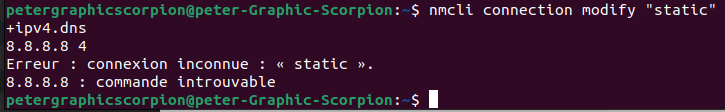 petergraphicscorpion@peter-Graphic-Scorpion:~$ nmcli connection modify "static"
+ipv4.dns
8.8.8.8 4
Erreur : connexion inconnue : « static ».
8.8.8.8 : commande introuvable
petergraphicscorpion@peter-Graphic-Scorpion:~$